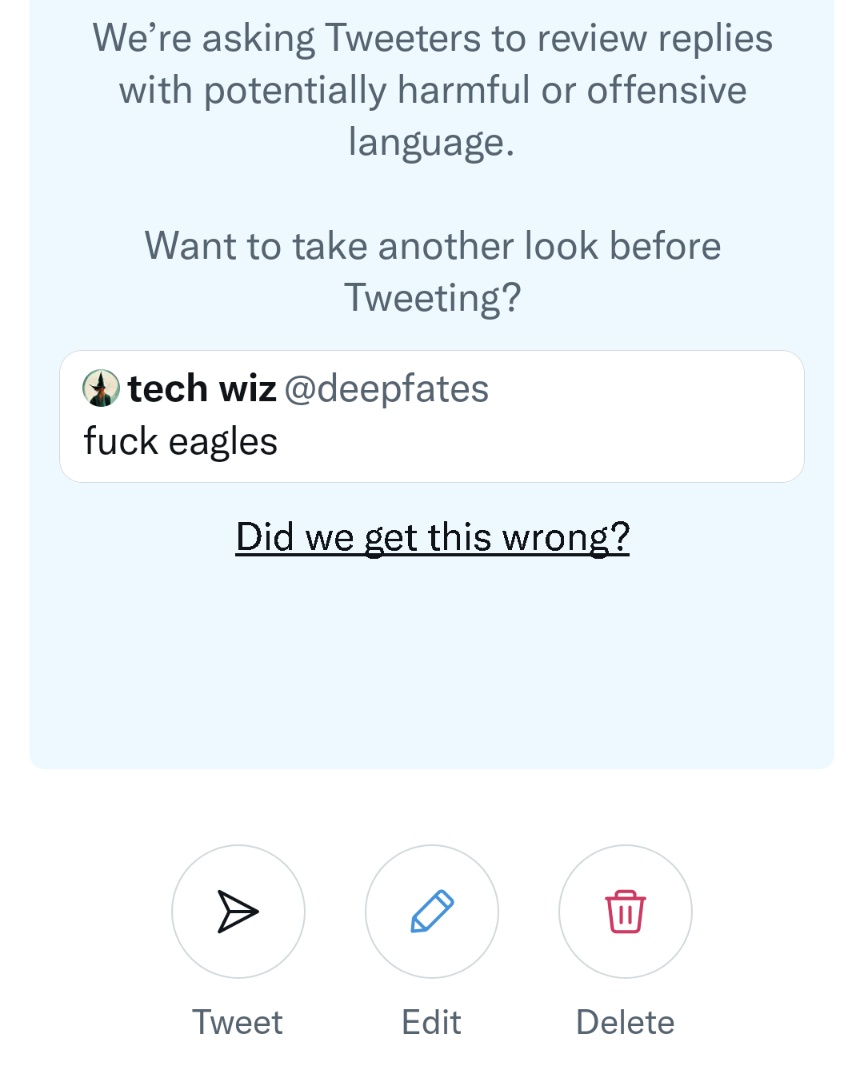 We’re asking Tweeters to review replies
with potentially harmful or offensive
language.
Want to take another look before
Tweeting?
tech wiz @deepfates
fuck eagles
Did we get this wrong?
Tweet Edit Delete